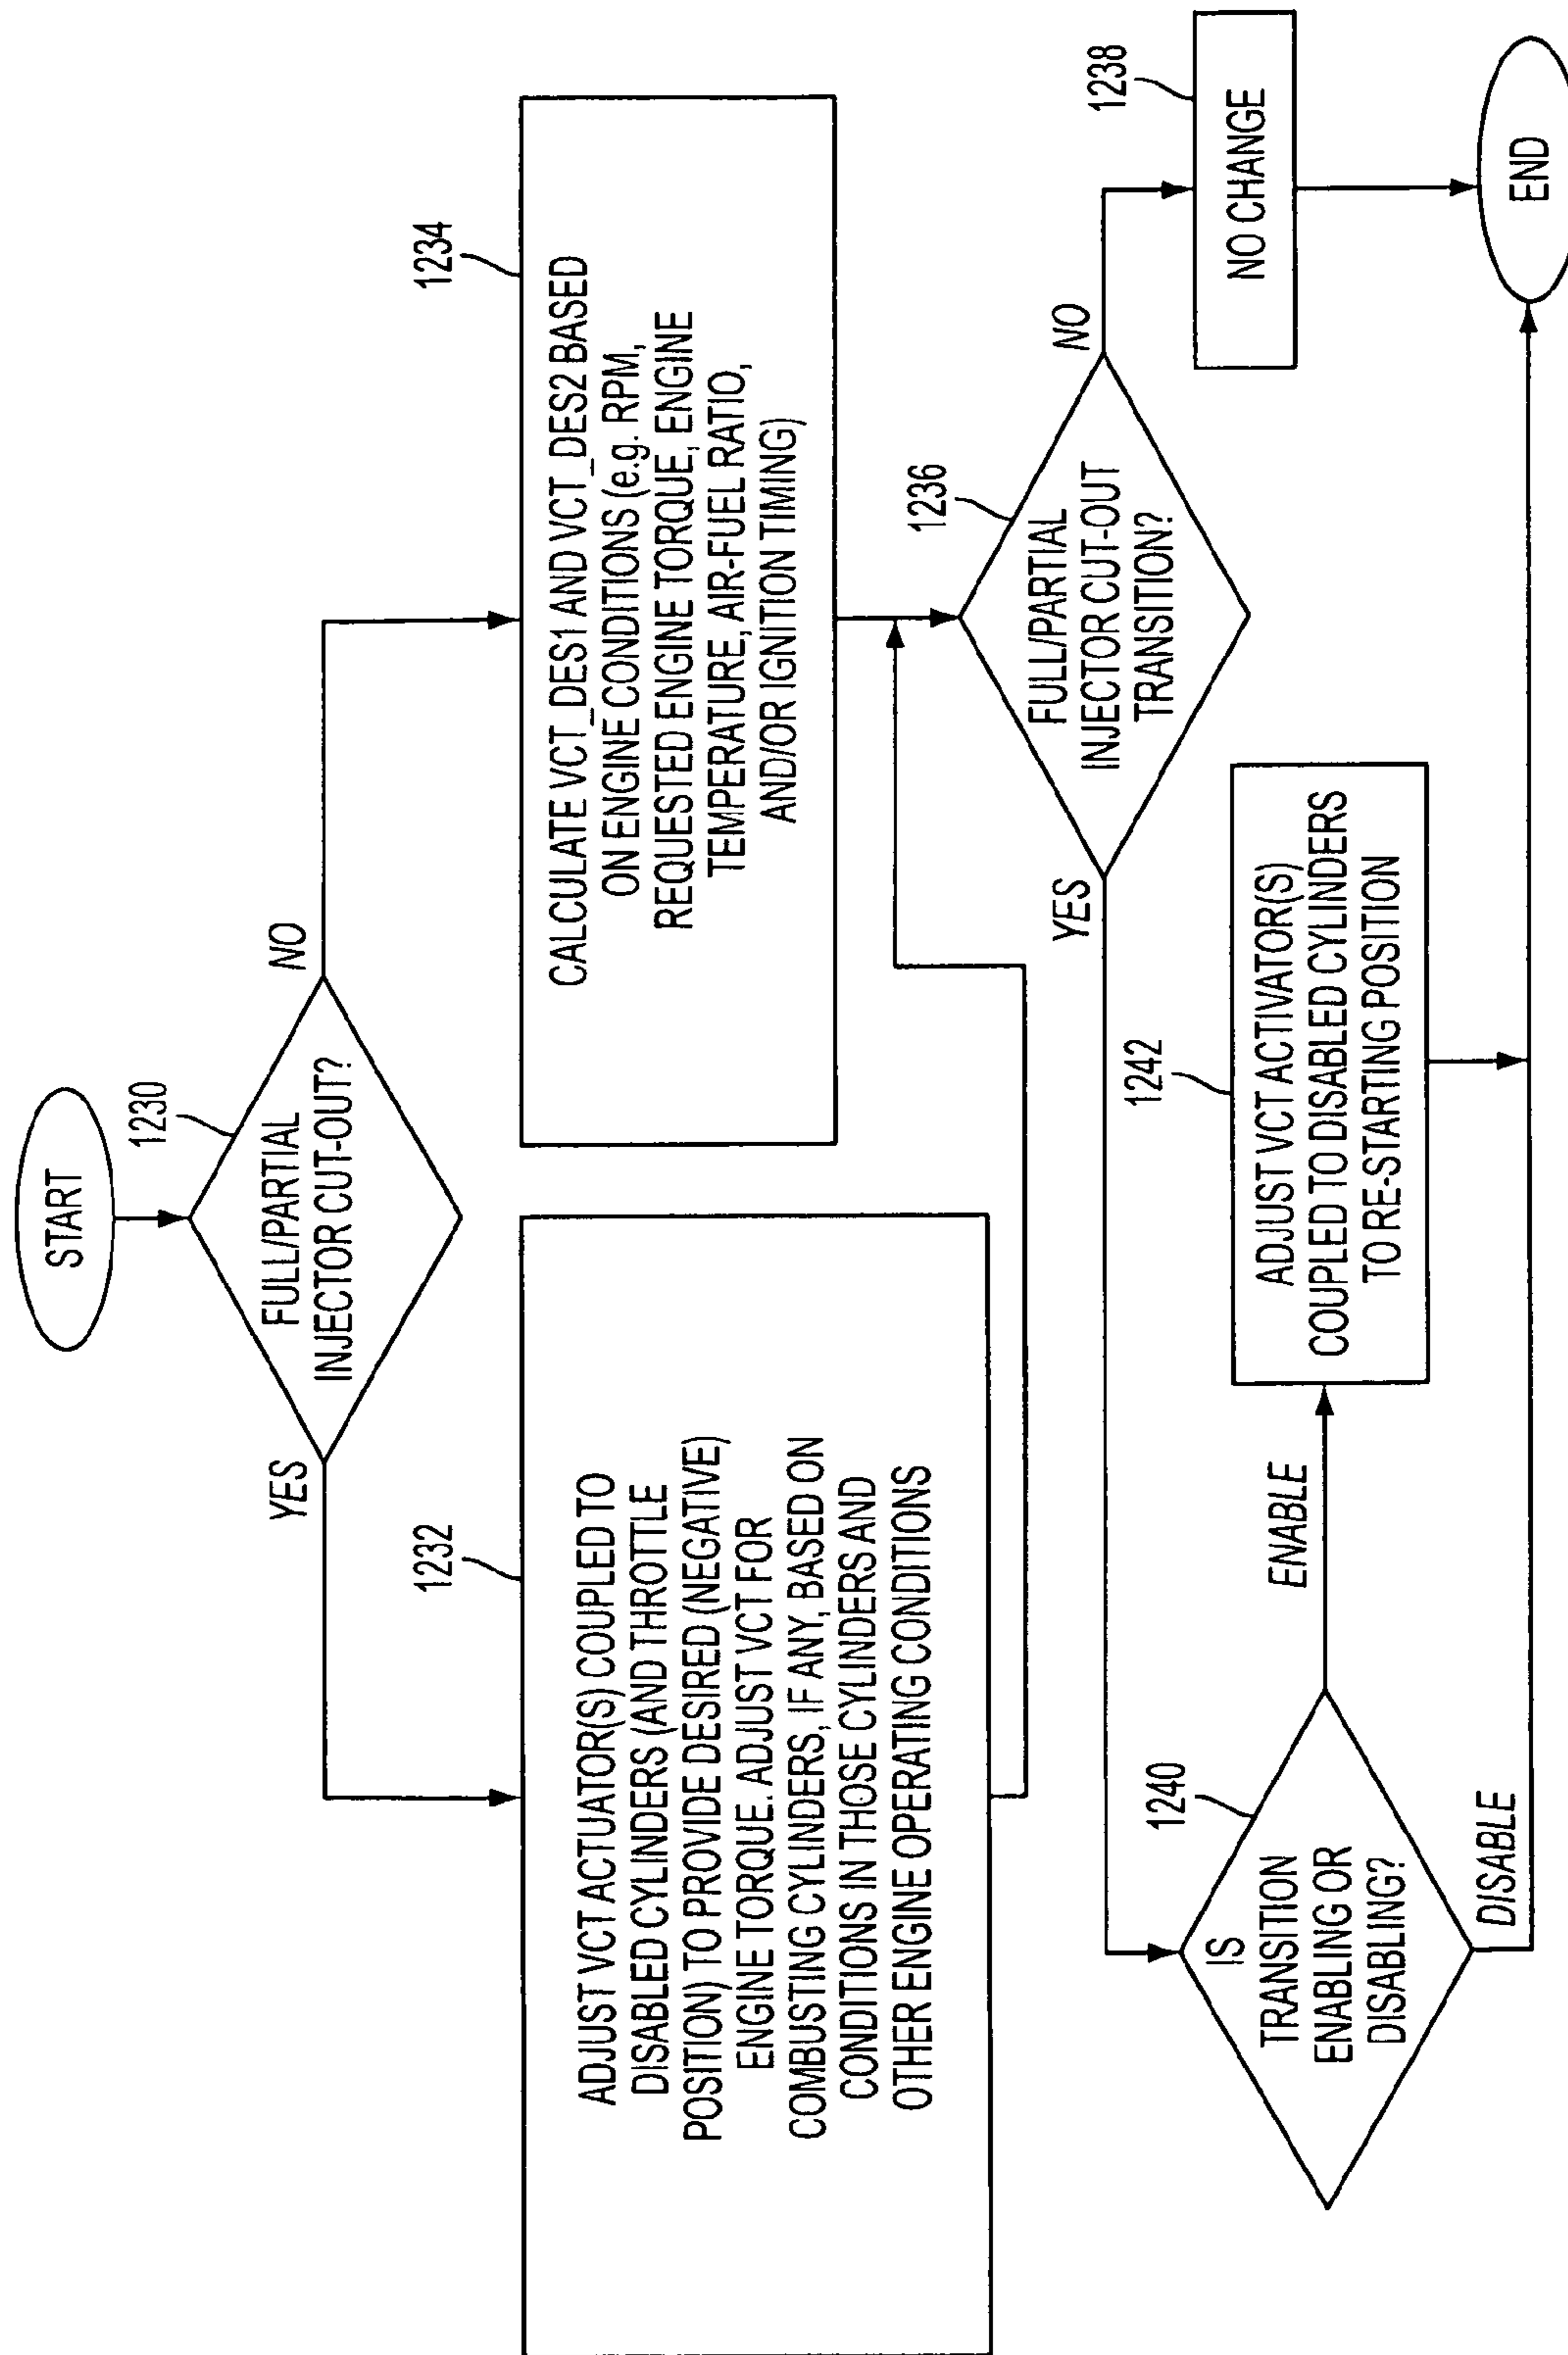 START
1230
FULL/PARTIAL
INJECTOR CUT-OUT?
YES
NO
1232
ADJUST VCT ACTUATOR(S) COUPLED TO
DISABLED CYLINDERS (AND THROTTLE
POSITION) TO PROVIDE DESIRED (NEGATIVE)
ENGINE TORQUE. ADJUST VCT FOR
COMBUSTING CYLINDERS, IF ANY, BASED ON
CONDITIONS IN THOSE CYLINDERS AND
OTHER ENGINE OPERATING CONDITIONS
1234
CALCULATE VCT_DES1 AND VCT_DES2 BASED
ON ENGINE CONDITIONS (e.g. RPM,
REQUESTED ENGINE TORQUE, ENGINE
TEMPERATURE, AIR-FUEL RATIO,
AND/OR IGNITION TIMING)
1236
FULL/PARTIAL
INJECTOR CUT-OUT
TRANSITION?
YES
NO
1238
NO CHANGE
1240
IS
TRANSITION
ENABLING OR
DISABLING?
ENABLE
DISABLE
1242
ADJUST VCT ACTIVATOR(S)
COUPLED TO DISABLED CYLINDERS
TO RE-STARTING POSITION
END